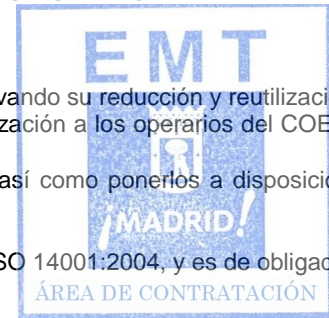 EMT
vando su reducción y reutilizaci
zación a los operarios del COE
así como ponerlos a disposició
¡MADRID!
SO 14001:2004, y es de obligac
ÁREA DE CONTRATACIÓN